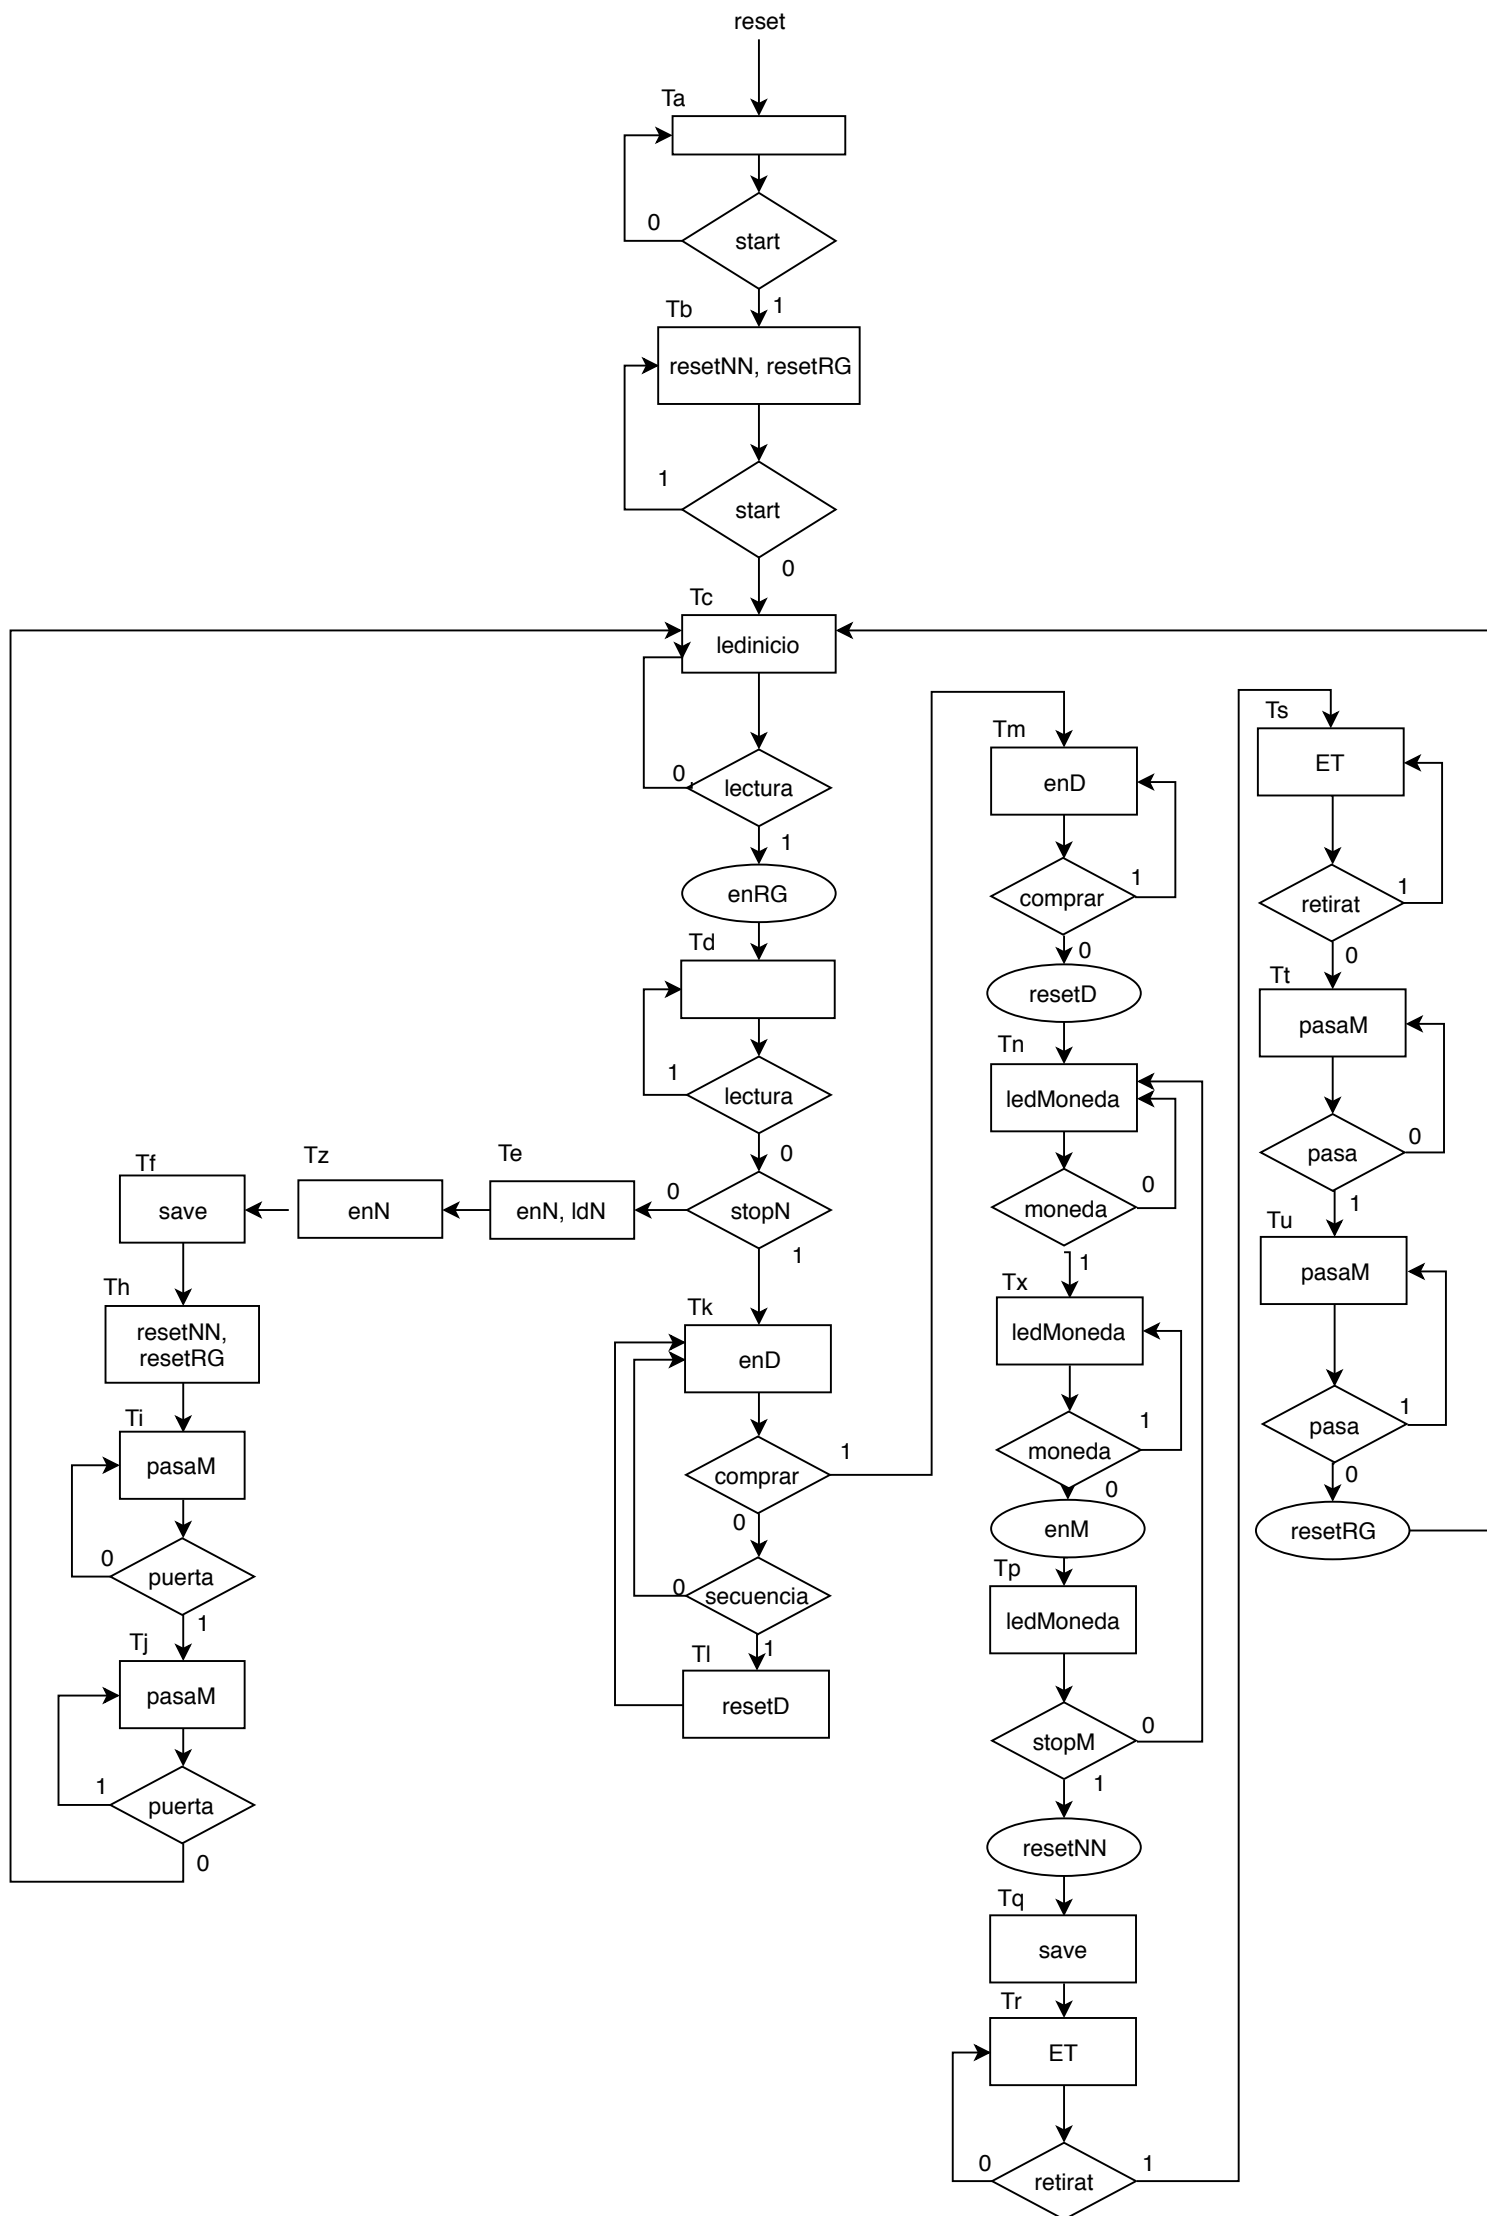 reset
Ta
0
start
1
Tb
resetNN, resetRG
1
start
0
Tc
ledinicio
0
lectura
1
enRG
Td
1
lectura
0
stopN
0
1
Te
enN, ldN
Tz
enN
Tf
save
Th
resetNN,
resetRG
Ti
pasaM
0
puerta
1
Tj
pasaM
1
puerta
0
Tk
enD
comprar
1
0
secuencia
0
1
Tl
resetD
Tm
enD
comprar
1
0
resetD
Tn
ledMoneda
moneda
0
1
Tx
ledMoneda
moneda
1
0
enM
Tp
ledMoneda
stopM
0
1
resetNN
Tq
save
Tr
ET
0
retirat
1
Ts
ET
retirat
1
0
Tt
pasaM
pasa
0
1
Tu
pasaM
pasa
1
0
resetRG